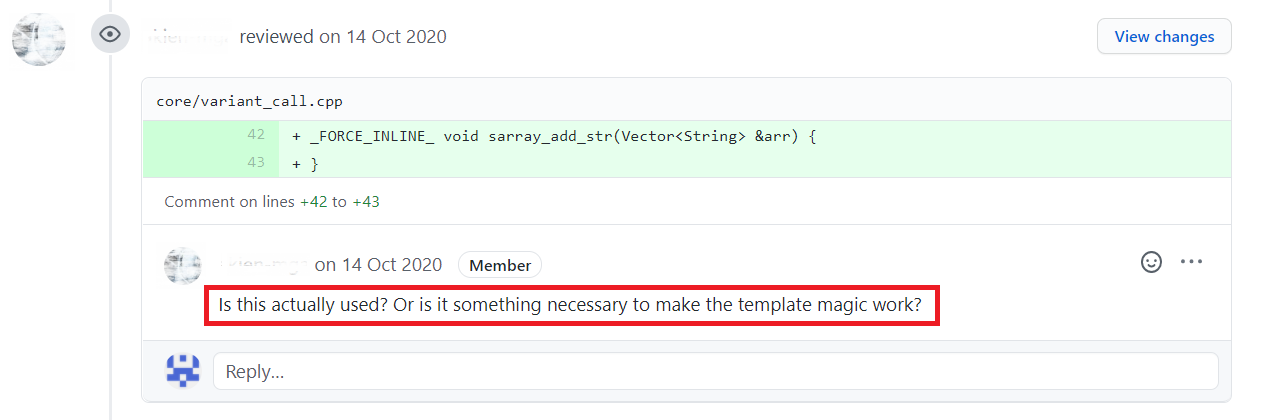 reviewed on 14 Oct 2020
View changes
core/variant_call.cpp
42 + _FORCE_INLINE_ void sarray_add_str(Vector<String> &arr) {
43 + }
Comment on lines +42 to +43
on 14 Oct 2020 Member
Is this actually used? Or is it something necessary to make the template magic work?
Reply...